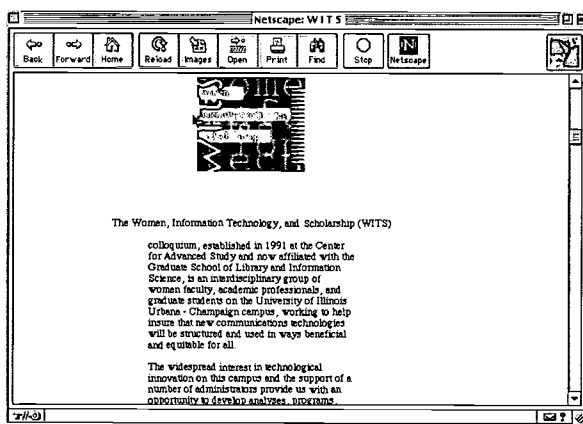 Netscape: WITS
Back Forward Home Reload Images Open Print Find Stop Netscape
N
The Women, Information Technology, and Scholarship (WITS)
colloquium, established in 1991 at the Center
for Advanced Study and now affiliated with the
Graduate School of Library and Information
Science, is an interdisciplinary group of
women faculty, academic professionals, and
graduate students on the University of Illinois
Urbana - Champaign campus, working to help
insure that new communications technologies
will be structured and used in ways beneficial
and equitable for all.
The widespread interest in technological
innovation on this campus and the support of a
number of administrators provide us with an
opportunity to develop analyses, programs,